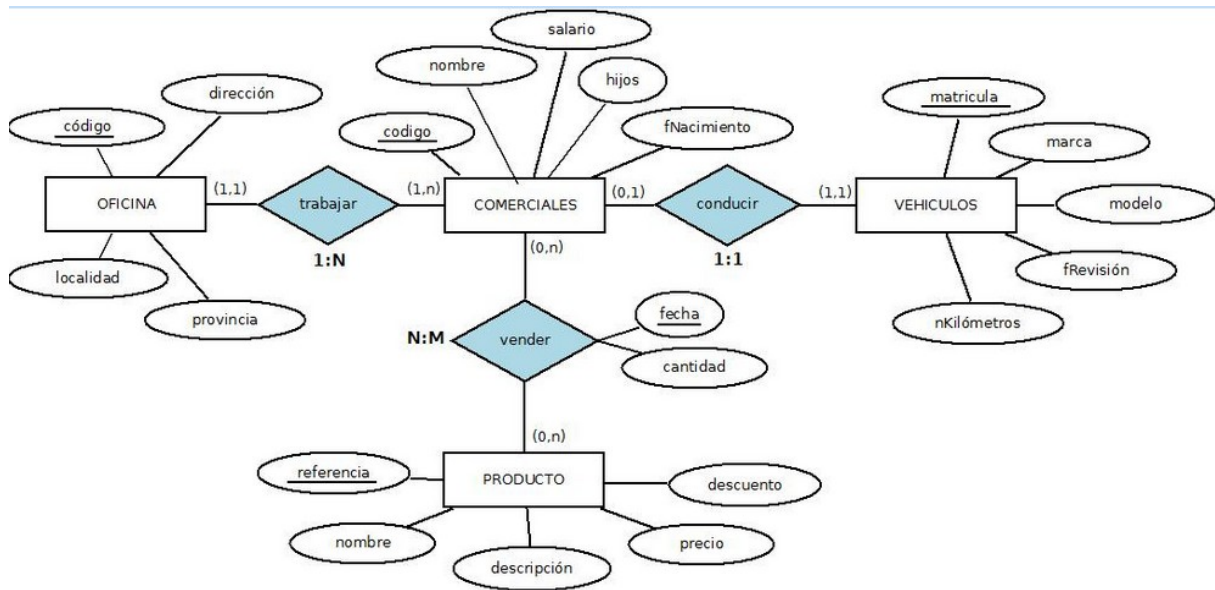 salario
nombre
hijos
dirección
matricula
código
codigo
fNacimiento
marca
OFICINA
(1,1)
trabajar
(1,n)
COMERCIALES
(0,1)
conducir
(1,1)
VEHICULOS
modelo
1:N
(0,n)
1:1
localidad
fRevisión
provincia
fecha
nKilómetros
N:M
vender
cantidad
(0,n)
referencia
PRODUCTO
descuento
nombre
precio
descripción